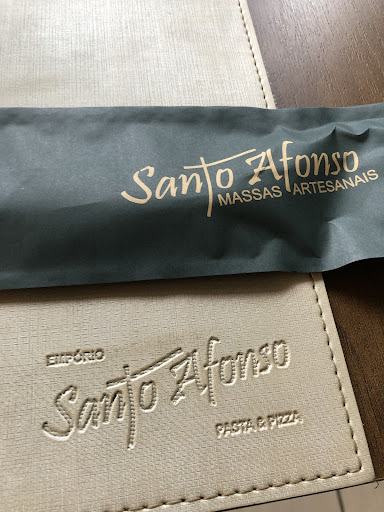 Santo Afonso
MASSAS ARTESANAIS
EMPÓRIO
Santo Afonso
PASTA & PIZZA